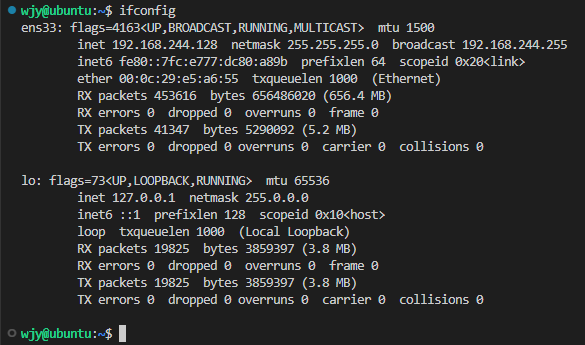 wjy@ubuntu:~$ ifconfig
ens33: flags=4163<UP,BROADCAST,RUNNING,MULTICAST>  mtu 1500
        inet 192.168.244.128  netmask 255.255.255.0  broadcast 192.168.244.255
        inet6 fe80::7fc:e777:dc80:a89b  prefixlen 64  scopeid 0x20<link>
        ether 00:0c:29:e5:a6:55  txqueuelen 1000  (Ethernet)
        RX packets 453616  bytes 656486020 (656.4 MB)
        RX errors 0  dropped 0  overruns 0  frame 0
        TX packets 41347  bytes 5290092 (5.2 MB)
        TX errors 0  dropped 0 overruns 0  carrier 0  collisions 0

lo: flags=73<UP,LOOPBACK,RUNNING>  mtu 65536
        inet 127.0.0.1  netmask 255.0.0.0
        inet6 ::1  prefixlen 128  scopeid 0x10<host>
        loop  txqueuelen 1000  (Local Loopback)
        RX packets 19825  bytes 3859397 (3.8 MB)
        RX errors 0  dropped 0  overruns 0  frame 0
        TX packets 19825  bytes 3859397 (3.8 MB)
        TX errors 0  dropped 0 overruns 0  carrier 0  collisions 0

wjy@ubuntu:~$